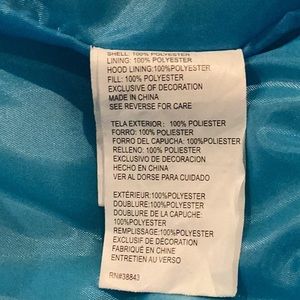 SHELL: 100% POLYESTER
LINING: 100% POLYESTER
HOOD LINING:100%POLYESTER
FILL: 100% POLYESTER
EXCLUSIVE OF DECORATION
MADE IN CHINA
SEE REVERSE FOR CARE
TELA EXTERIOR : 100% POLIESTER
FORRO: 100% POLIESTER
FORRO DEL CAPUCHA: 100%POLIESTER
RELLENO: 100% POLIESTER
EXCLUSIVO DE DECORACION
HECHO EN CHINA
VER AL DORSE PARA CUIDADO
EXTÉRIEUR:100%POLYESTER
DOUBLURE:100%POLYESTER
DOUBLURE DE LA CAPUCHE:
100%POLYESTER
REMPLISSAGE:100%POLYESTER
EXCLUSIF DE DÉCORATION
FABRIQUÉ EN CHINE
ENTRETIEN AU VERSO
RN#38843